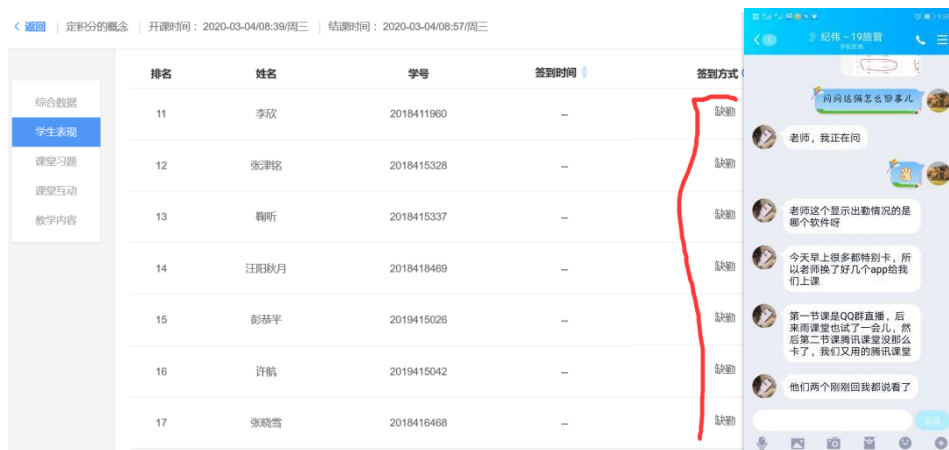 返回 | 定积分的概念 | 开课时间： 2020-03-04/08:39/周三 | 结课时间： 2020-03-04/08:57/周三
综合数据
学生表现
课堂习题
课堂互动
教学内容
排名 姓名 学号 签到时间 签到方式
11 李欣 2018411960 -- 缺勤
12 张津铭 2018415328 -- 缺勤
13 鞠昕 2018415337 -- 缺勤
14 汪阳秋月 2018418469 -- 缺勤
15 彭恭平 2019415026 -- 缺勤
16 许航 2019415042 -- 缺勤
17 张晓雪 2018416468 -- 缺勤
纪伟~19旅管
手机在线
问问这俩怎么回事儿
老师，我正在问
老师这个显示出勤情况的是
哪个软件呀
今天早上很多都特别卡，所
以老师换了好几个app给我
们上课
第一节课是QQ群直播，后
来雨课堂也试了一会儿，然
后第二节课腾讯课堂没那么
卡了，我们又用的腾讯课堂
他们两个刚刚回我都说看了
发送